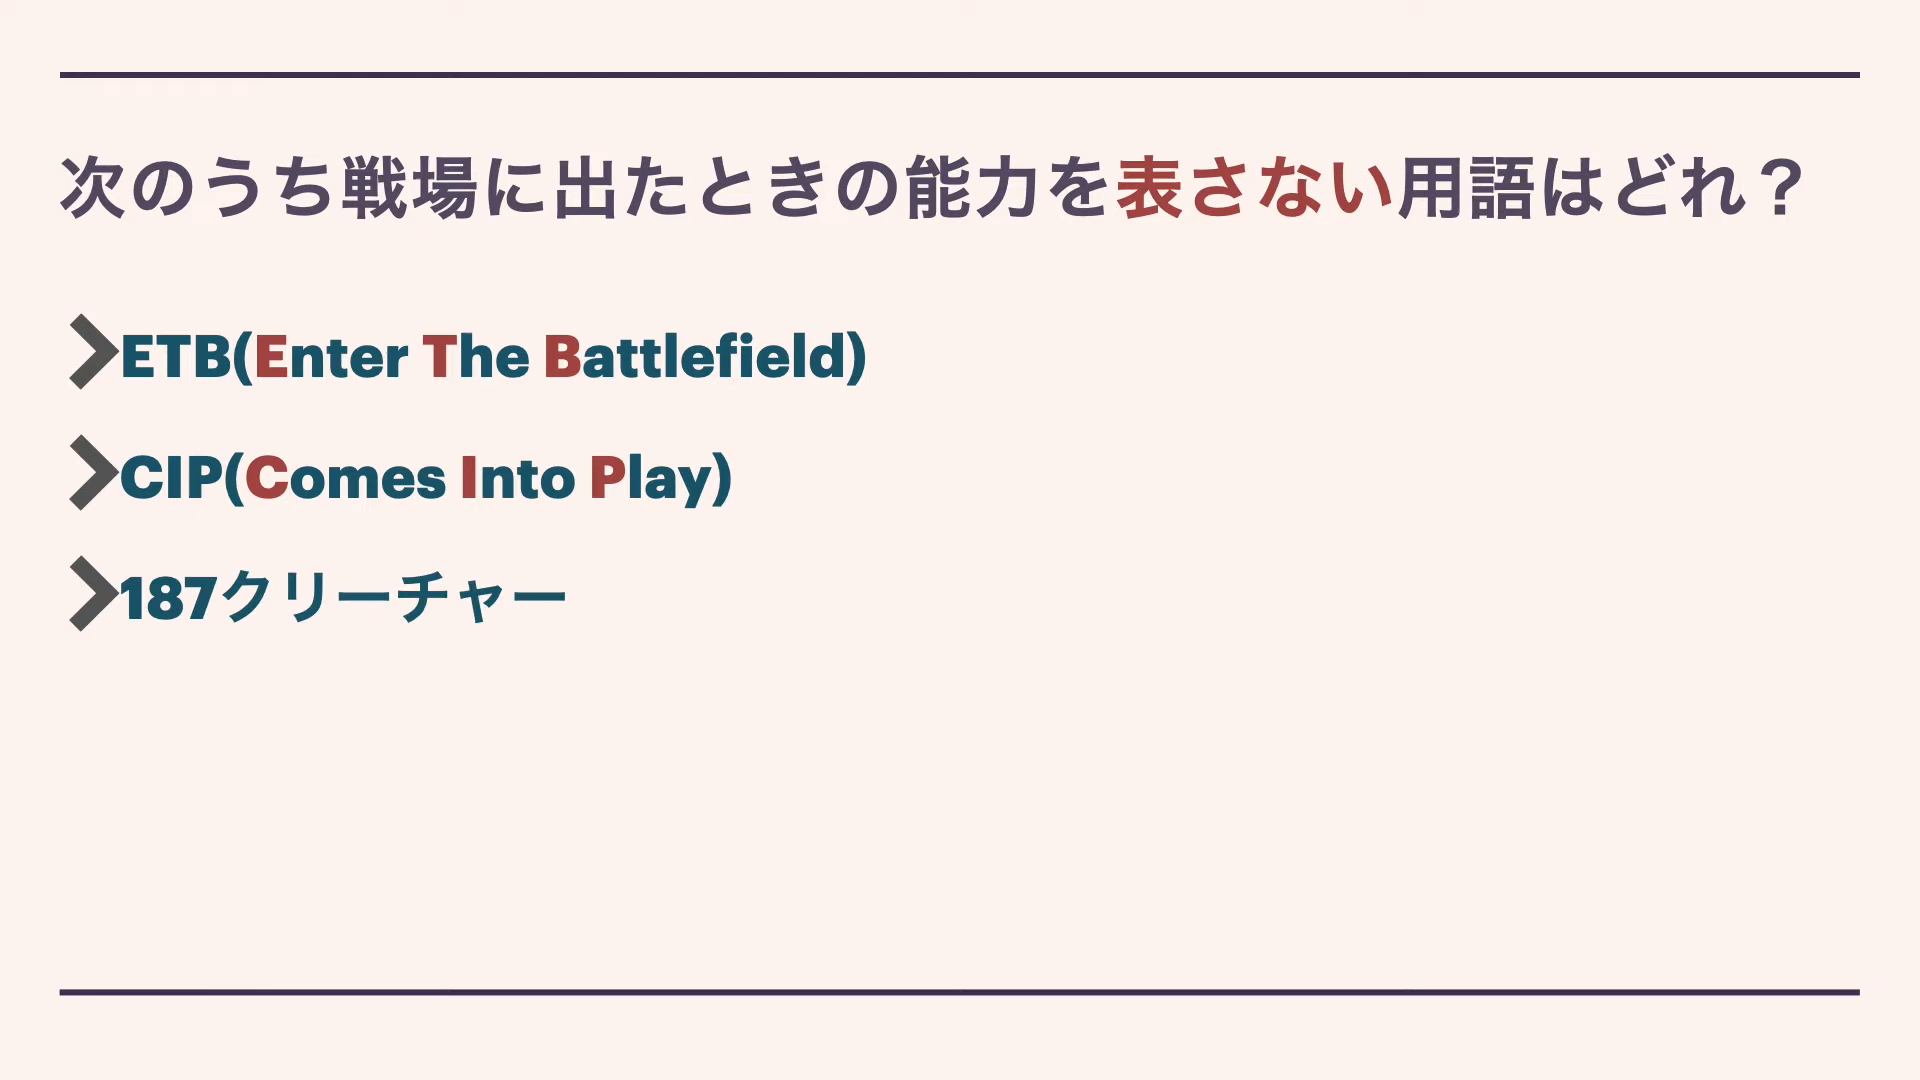 次のうち戦場に出たときの能力を表さない用語はどれ？
ETB(Enter The Battlefield)
CIP(Comes Into Play)
187クリーチャー